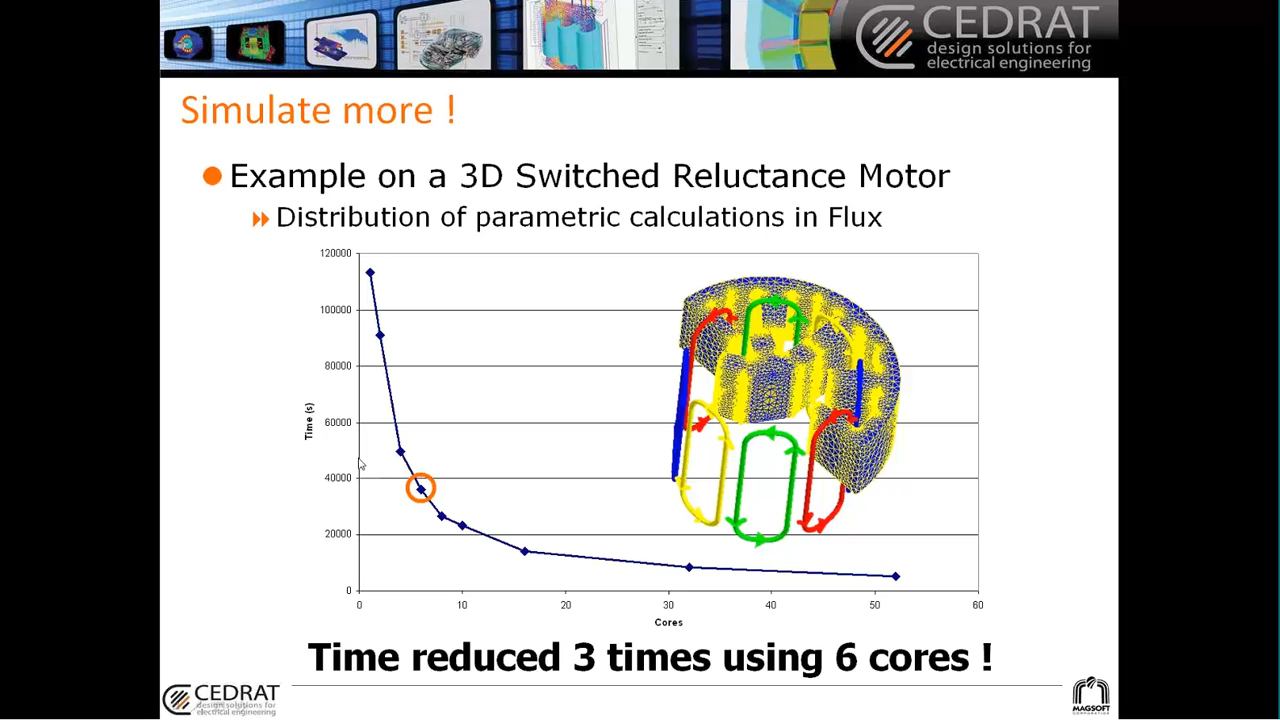 CEDRAT
design solutions for
electrical engineering
Simulate more !
Example on a 3D Switched Reluctance Motor
Distribution of parametric calculations in Flux
120000
100000
80000
60000
40000
20000
0
Time (s)
0 10 20 30 40 50 60
Cores
Time reduced 3 times using 6 cores !
CEDRAT
design solutions for
electrical engineering
MAGSOFT
CORPORATION